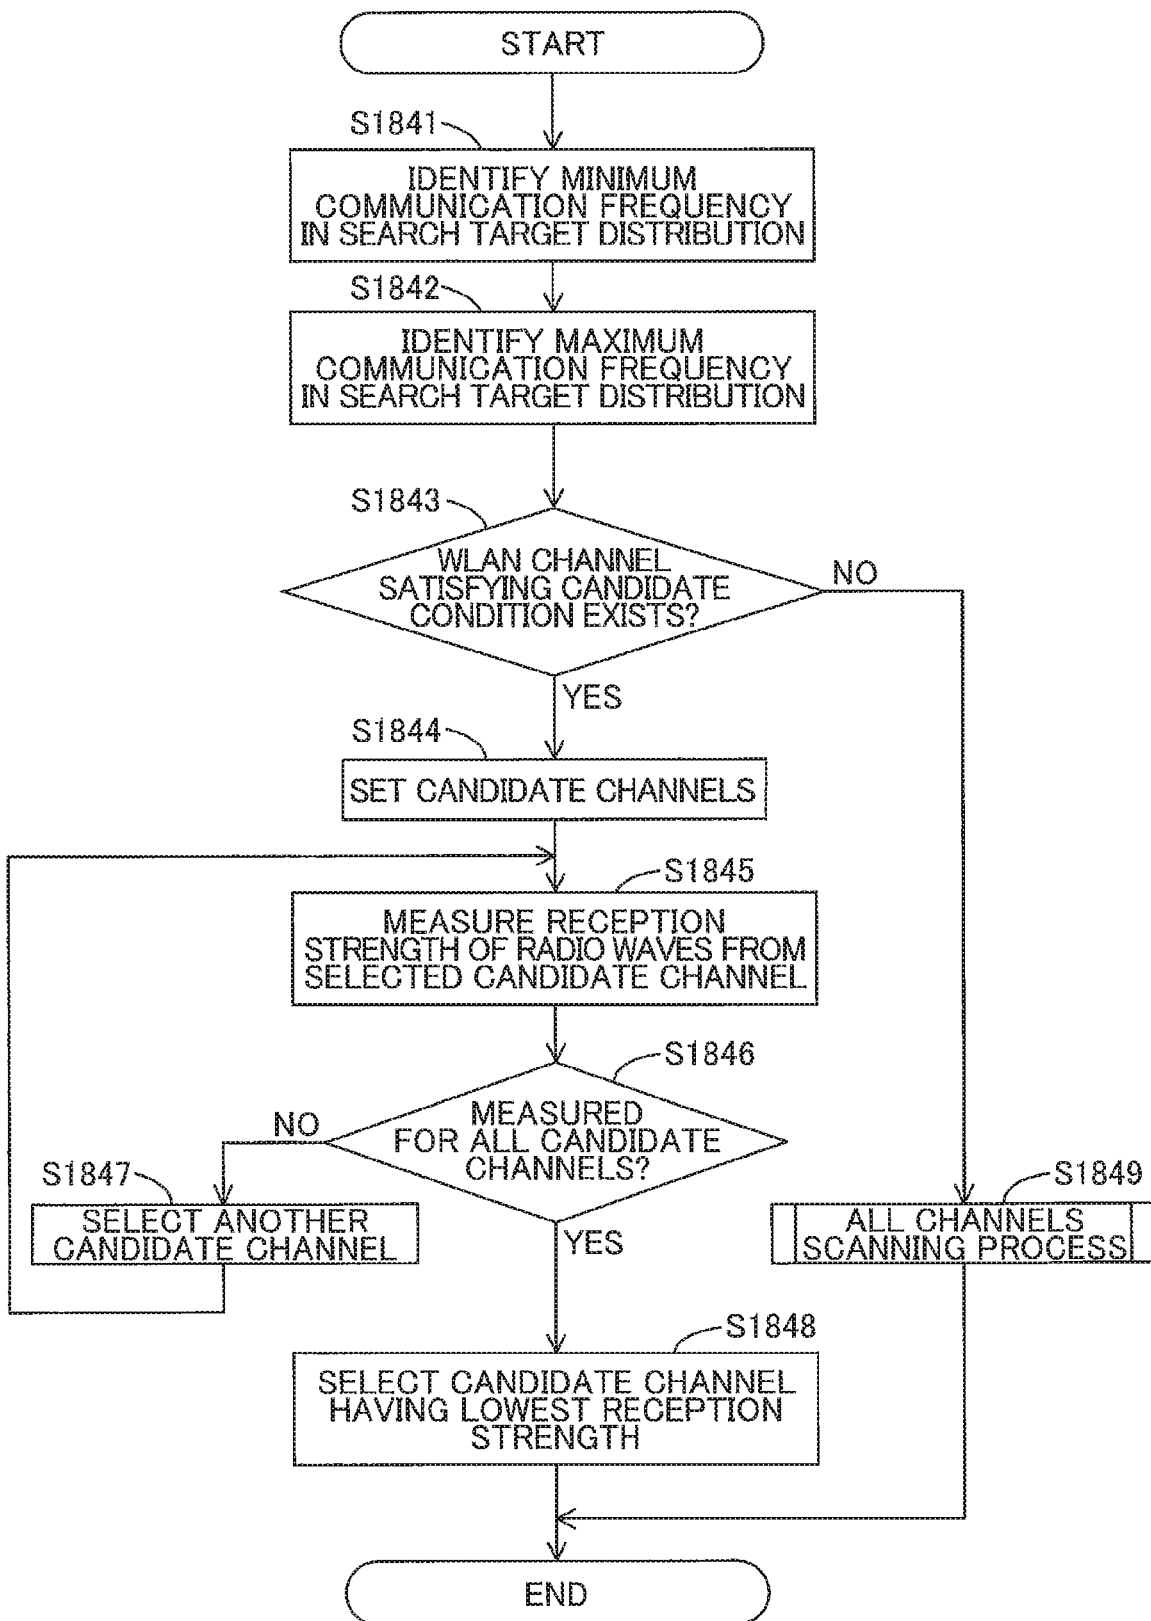 START
S1841
IDENTIFY MINIMUM
COMMUNICATION FREQUENCY
IN SEARCH TARGET DISTRIBUTION
S1842
IDENTIFY MAXIMUM
COMMUNICATION FREQUENCY
IN SEARCH TARGET DISTRIBUTION
S1843
WLAN CHANNEL
SATISFYING CANDIDATE
CONDITION EXISTS?
NO
YES
S1844
SET CANDIDATE CHANNELS
S1845
MEASURE RECEPTION
STRENGTH OF RADIO WAVES FROM
SELECTED CANDIDATE CHANNEL
S1846
MEASURED
FOR ALL CANDIDATE
CHANNELS?
NO
S1847
SELECT ANOTHER
CANDIDATE CHANNEL
YES
S1849
ALL CHANNELS
SCANNING PROCESS
S1848
SELECT CANDIDATE CHANNEL
HAVING LOWEST RECEPTION
STRENGTH
END